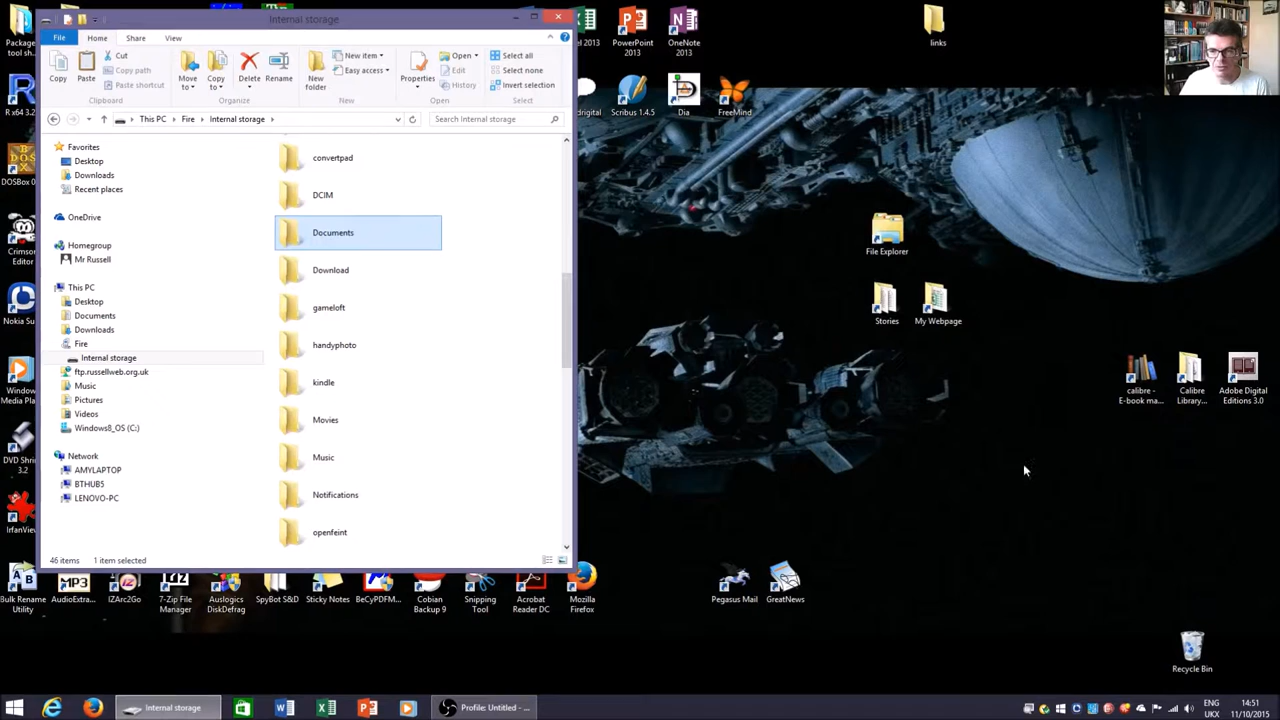 Internal storage
File
Home
Share
View
Copy
Paste
Cut
Copy path
Paste shortcut
Clipboard
Move to
Copy to
Delete
Rename
Organize
New folder
New item
Easy access
New
Properties
Open
Edit
History
Open
Select all
Select none
Invert selection
Select
This PC
Fire
Internal storage
Search Internal storage
Favorites
Desktop
Downloads
Recent places
OneDrive
Homegroup
Mr Russell
This PC
Desktop
Documents
Downloads
Fire
Internal storage
ftp.russellweb.org.uk
Music
Pictures
Videos
Windows8_OS (C:)
Network
AMYLAPTOP
BTHUB5
LENOVO-PC
convertpad
DCIM
Documents
Download
gameloft
handyphoto
kindle
Movies
Music
Notifications
openfeint
46 items
1 item selected
Package
tool sh...
R x64 3.2
DOSBox 0
Crimson
Editor
Nokia Su
Window
Media Pla
DVD Shr
3.2
IrfanView
2013
PowerPoint
2013
OneNote
2013
drigital
Scribus 1.4.5
Dia
FreeMind
links
File Explorer
Stories
My Webpage
calibre -
E-book ma...
Calibre
Library...
Adobe Digital
Editions 3.0
Bulk Rename
Utility
MP3
AudioExtra...
IZArc2Go
7-Zip File
Manager
Auslogics
DiskDefrag
SpyBot S&D
Sticky Notes
BeCyPDFM...
Cobian
Backup 9
Snipping
Tool
Acrobat
Reader DC
Mozilla
Firefox
Pegasus Mail
GreatNews
Recycle Bin
Internal storage
Profile: Untitled - ...
ENG
UKX
14:51
11/10/2015